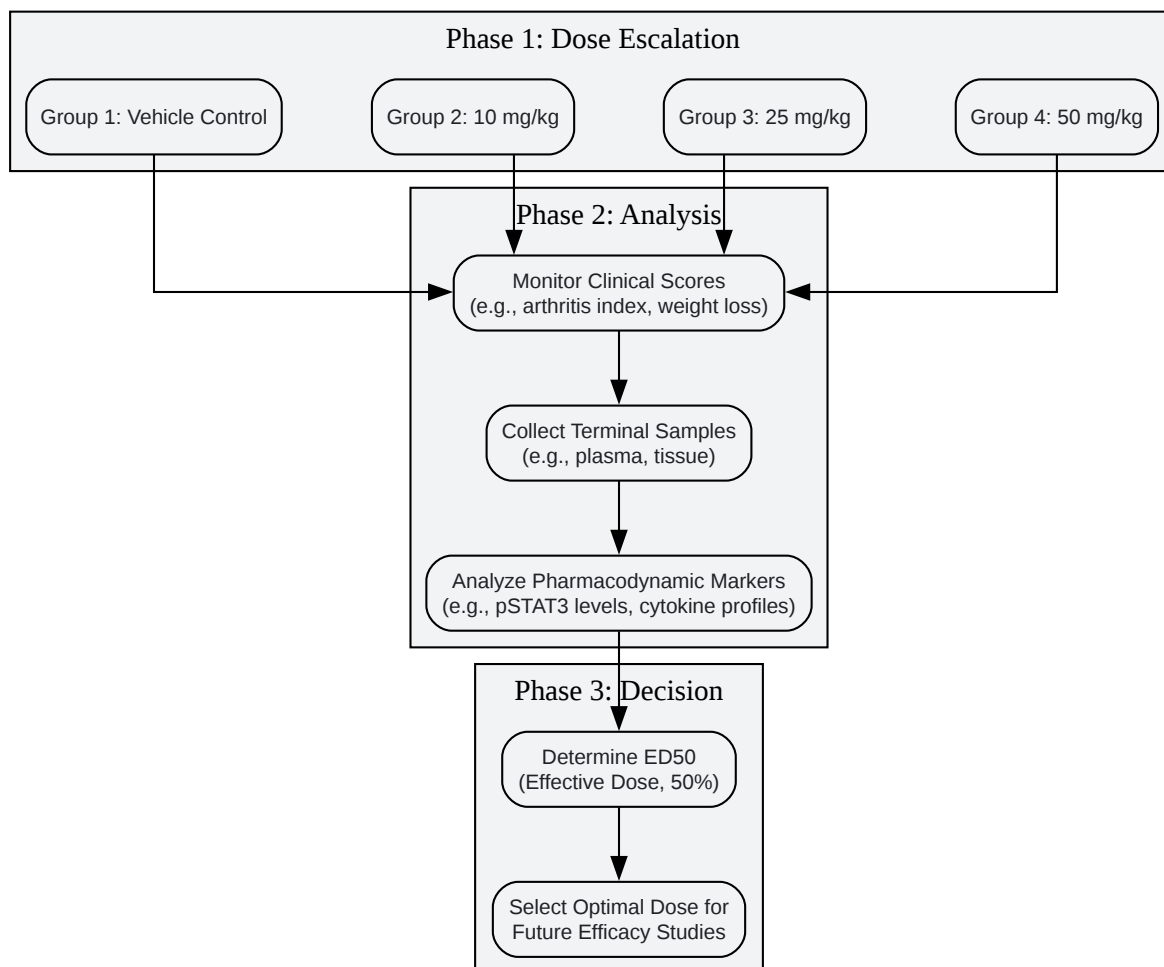 Phase 1: Dose Escalation
Group 1: Vehicle Control
Group 2: 10 mg/kg
Group 3: 25 mg/kg
Group 4: 50 mg/kg
Phase 2: Analysis
Monitor Clinical Scores
(e.g., arthritis index, weight loss)
Collect Terminal Samples
(e.g., plasma, tissue)
Analyze Pharmacodynamic Markers
(e.g., pSTAT3 levels, cytokine profiles)
Phase 3: Decision
Determine ED50
(Effective Dose, 50%)
Select Optimal Dose for
Future Efficacy Studies